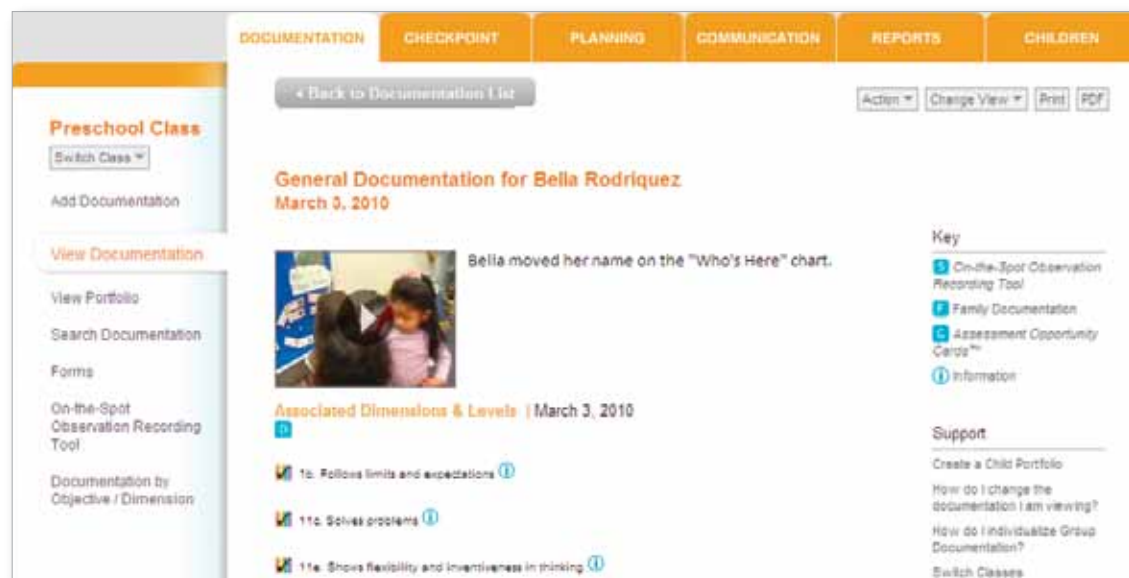 DOCUMENTATION CHECKPOINT PLANNING COMMUNICATION REPORTS CHILDREN
Back to Documentation List
Action Change View Print PDF
Preschool Class
Switch Class
Add Documentation
View Documentation
View Portfolio
Search Documentation
Forms
On-the-Spot
Observation Recording
Tool
Documentation by
Objective / Dimension
General Documentation for Bella Rodriquez
March 3, 2010
Bella moved her name on the "Who's Here" chart.
Associated Dimensions & Levels | March 3, 2010
D
1b. Follows limits and expectations
11c. Solves problems
11e. Shows flexibility and inventiveness in thinking
Key
S On-the-Spot Observation
Recording Tool
F Family Documentation
C Assessment Opportunity
Cards™
Information
Support
Create a Child Portfolio
How do I change the
documentation I am viewing?
How do I individualize Group
Documentation?
Switch Classes